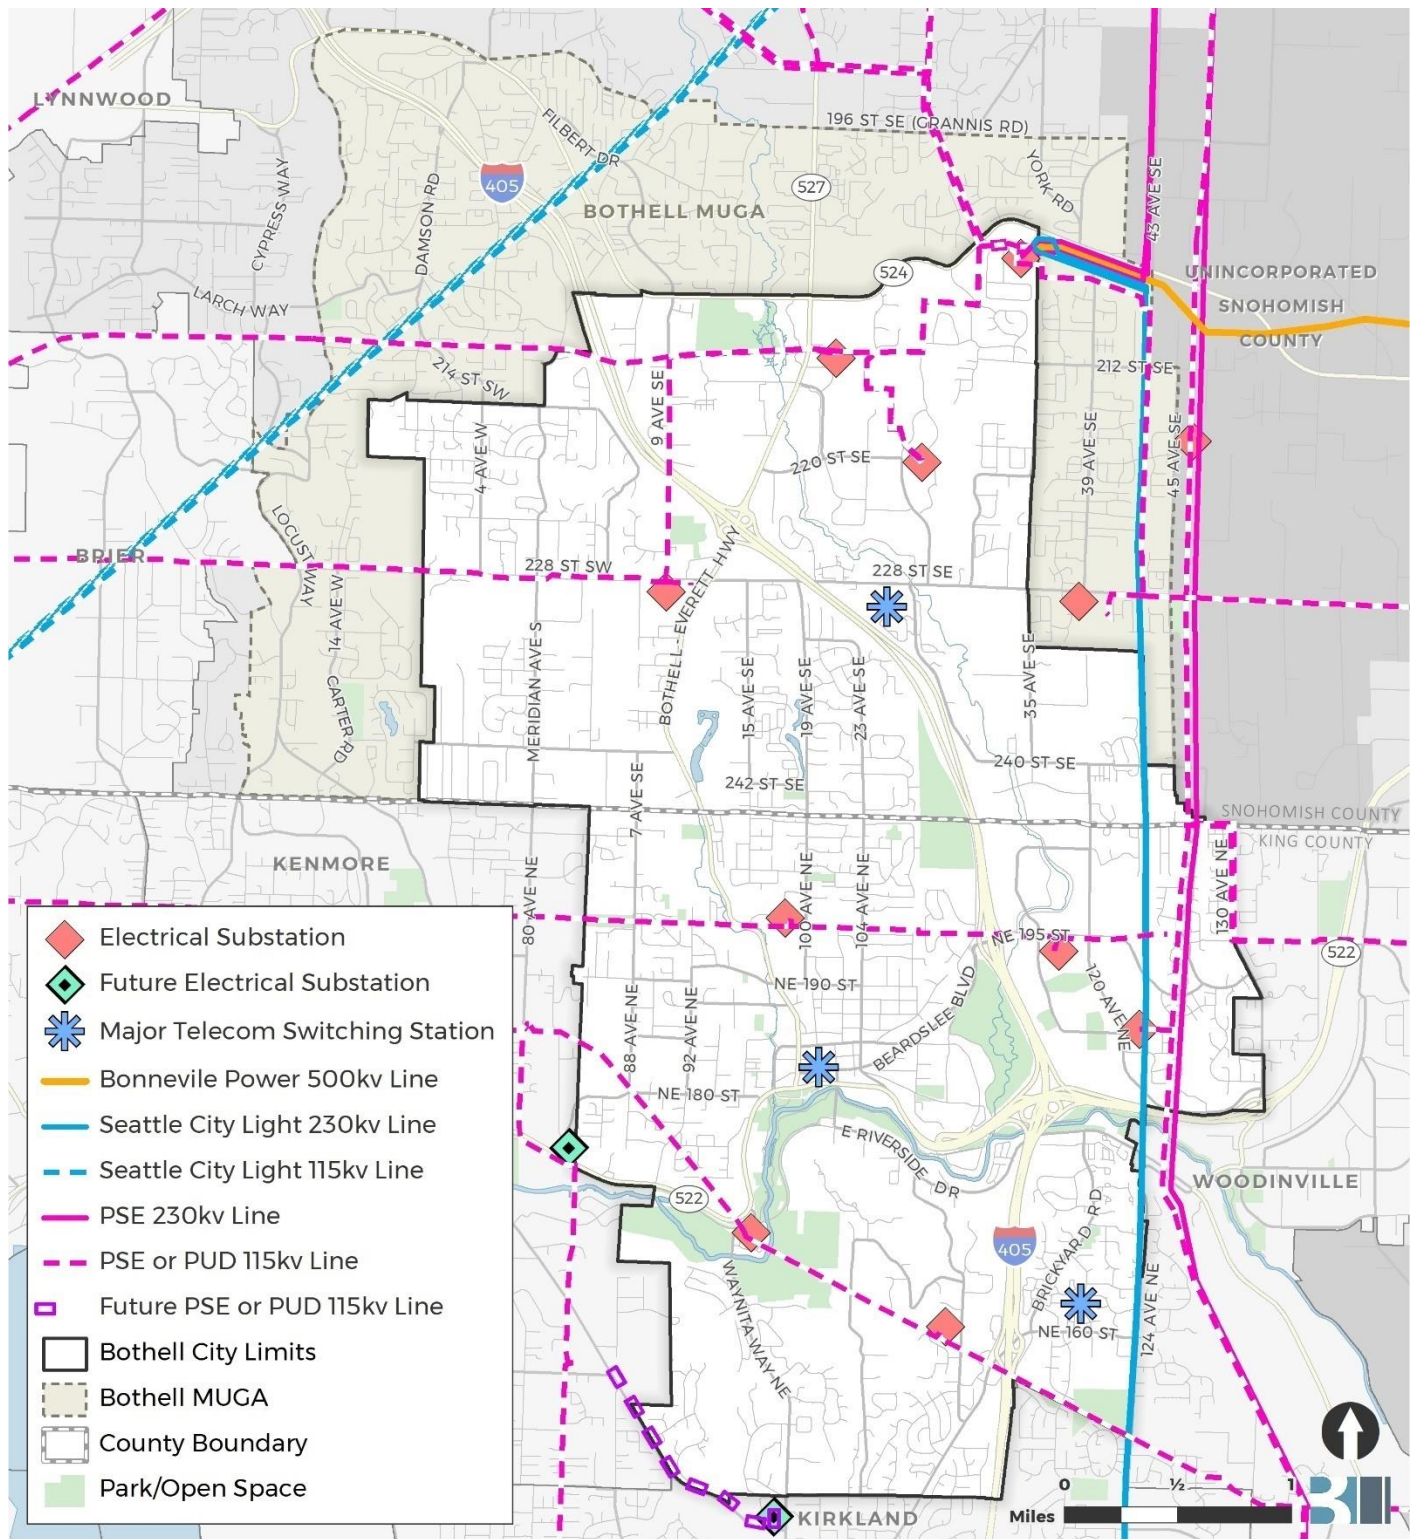 LYNNWOOD
FILBERT DR
196 ST SE (GRANNIS RD)
405
527
YORK RD
CYPRESS WAY
DAMSON RD
BOTHELL MUGA
43 AVE SE
524
UNINCORPORATED
SNOHOMISH
COUNTY
LARCH WAY
214 ST SW
212 ST SE
9 AVE SE
4 AVE W
220 ST SE
39 AVE SE
45 AVE SE
BRIER
LOCUST WAY
14 AVE W
228 ST SW
BOTHELL - EVERETT HWY
228 ST SE
MERIDIAN AVE S
15 AVE SE
19 AVE SE
23 AVE SE
35 AVE SE
CARTER RD
240 ST SE
242 ST SE
7 AVE SE
SNOHOMISH COUNTY
KING COUNTY
KENMORE
80 AVE NE
100 AVE NE
104 AVE NE
130 AVE NE
NE 195 ST
522
NE 190 ST
88 AVE NE
92 AVE NE
BEARDSLEE BLVD
120 AVE NE
NE 180 ST
E RIVERSIDE DR
522
WOODINVILLE
405
BRICKYARD RD
WAYNITA WAY NE
NE 160 ST
124 AVE NE
KIRKLAND
Electrical Substation
Future Electrical Substation
Major Telecom Switching Station
Bonnevile Power 500kv Line
Seattle City Light 230kv Line
Seattle City Light 115kv Line
PSE 230kv Line
PSE or PUD 115kv Line
Future PSE or PUD 115kv Line
Bothell City Limits
Bothell MUGA
County Boundary
Park/Open Space
0 ½ 1
Miles